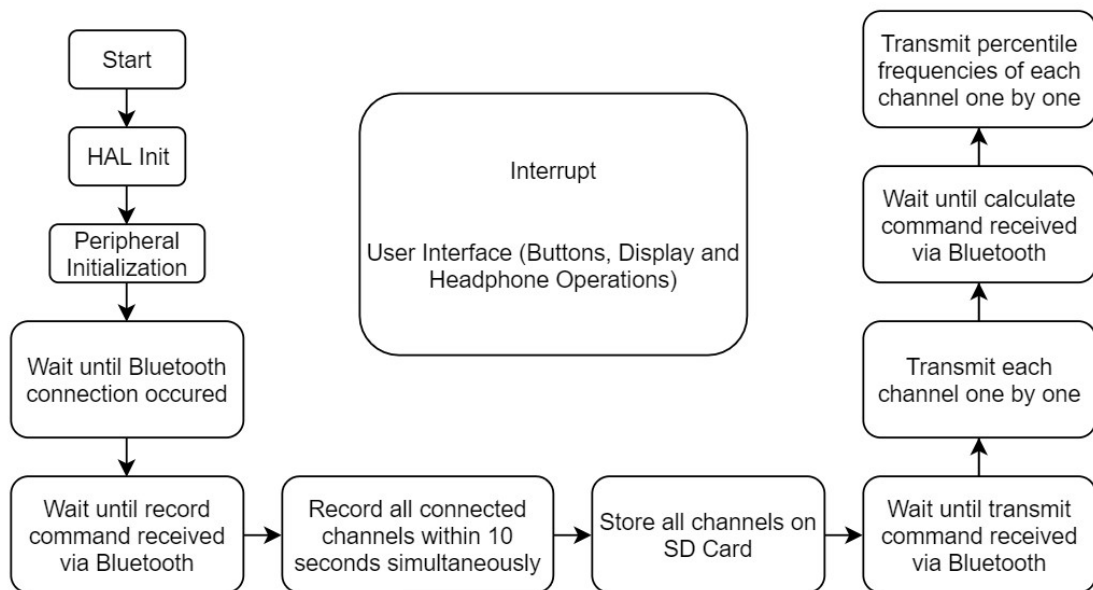 Start
HAL Init
Peripheral
Initialization
Wait until Bluetooth
connection occured
Wait until record
command received
via Bluetooth
Record all connected
channels within 10
seconds simultaneously
Store all channels on
SD Card
Wait until transmit
command received
via Bluetooth
Transmit each
channel one by one
Wait until calculate
command received
via Bluetooth
Transmit percentile
frequencies of each
channel one by one
Interrupt
User Interface (Buttons, Display and
Headphone Operations)